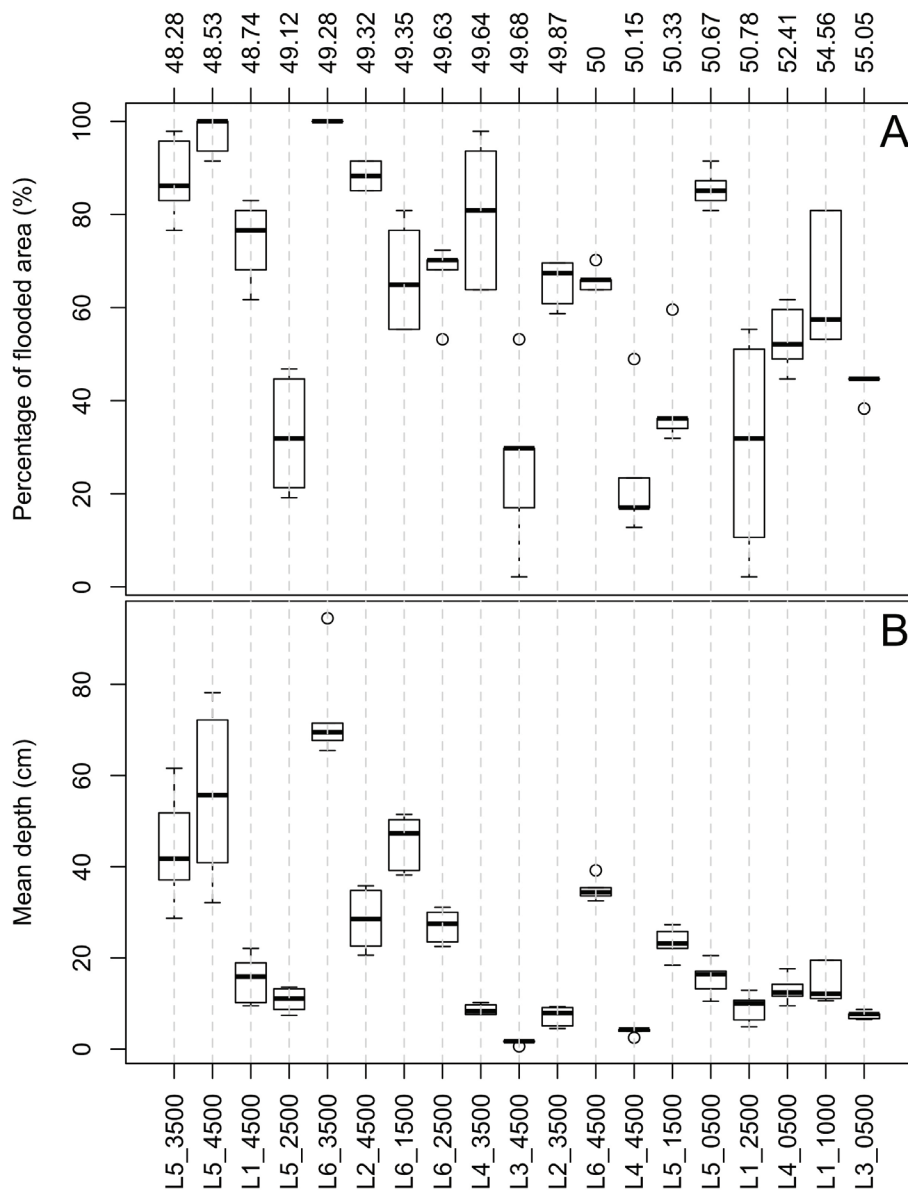 48.28 48.53 48.74 49.12 49.28 49.32 49.35 49.63 49.64 49.68 49.87 50 50.15 50.33 50.67 50.78 52.41 54.56 55.05
A
Percentage of flooded area (%)
100
80
60
40
20
0
B
Mean depth (cm)
80
60
40
20
0
L5_3500 L5_4500 L1_4500 L5_2500 L6_3500 L2_4500 L6_1500 L6_2500 L4_3500 L3_4500 L2_3500 L6_4500 L4_4500 L5_1500 L5_0500 L1_2500 L4_0500 L1_1000 L3_0500